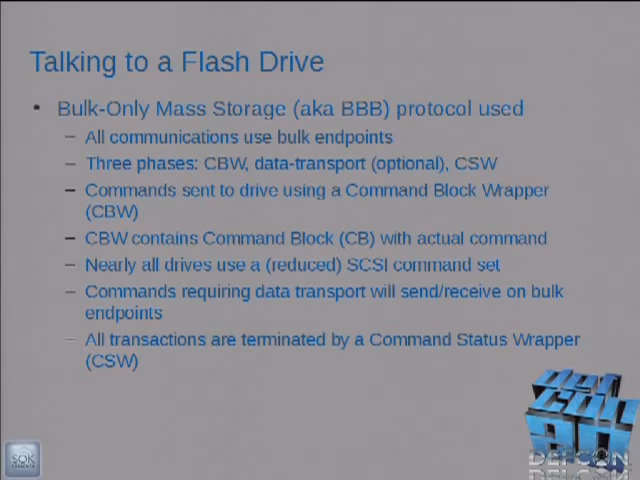 Talking to a Flash Drive
• Bulk-Only Mass Storage (aka BBB) protocol used
– All communications use bulk endpoints
– Three phases: CBW, data-transport (optional), CSW
– Commands sent to drive using a Command Block Wrapper
(CBW)
– CBW contains Command Block (CB) with actual command
– Nearly all drives use a (reduced) SCSI command set
– Commands requiring data transport will send/receive on bulk
endpoints
– All transactions are terminated by a Command Status Wrapper
(CSW)
DEFCON